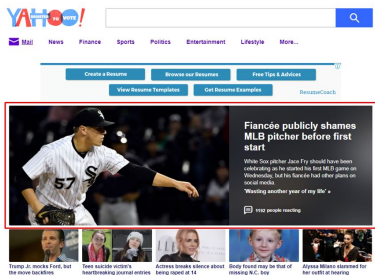 YAHOO!
Mail
News
Finance
Sports
Politics
Entertainment
Lifestyle
More...
Create a Resume
Browse our Resumes
Free Tips & Advices
View Resume Templates
Get Resume Examples
ResumeCoach
57
Fiancée publicly shames
MLB pitcher before first
start
White Sox pitcher Jace Fry should have been
celebrating as he started his first MLB game on
Wednesday, but his fiancée had other plans on
social media.
'Wasting another year of my life' »
people reacting
Trump Jr. mocks Ford, but
the move backfires
Teen suicide victim's
heartbreaking journal entries
Actress breaks silence about
being raped at 14
Body found may be that of
missing N.C. boy
Alyssa Milano slammed for
her outfit at hearing